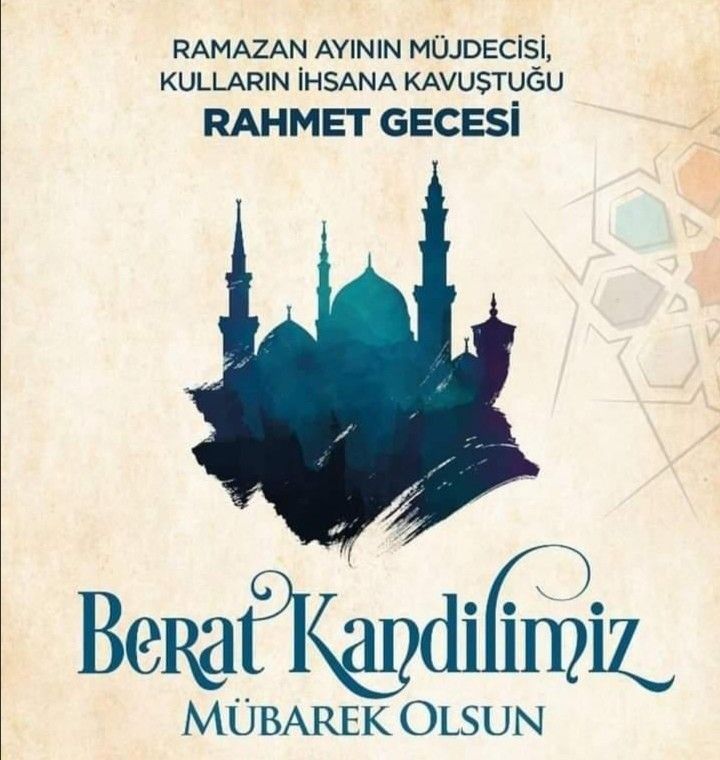 RAMAZAN AYININ MÜJDECİSİ,
KULLARIN İHSANA KAVUŞTUĞU
RAHMET GECESİ
Berat Kandilimiz
MÜBAREK OLSUN